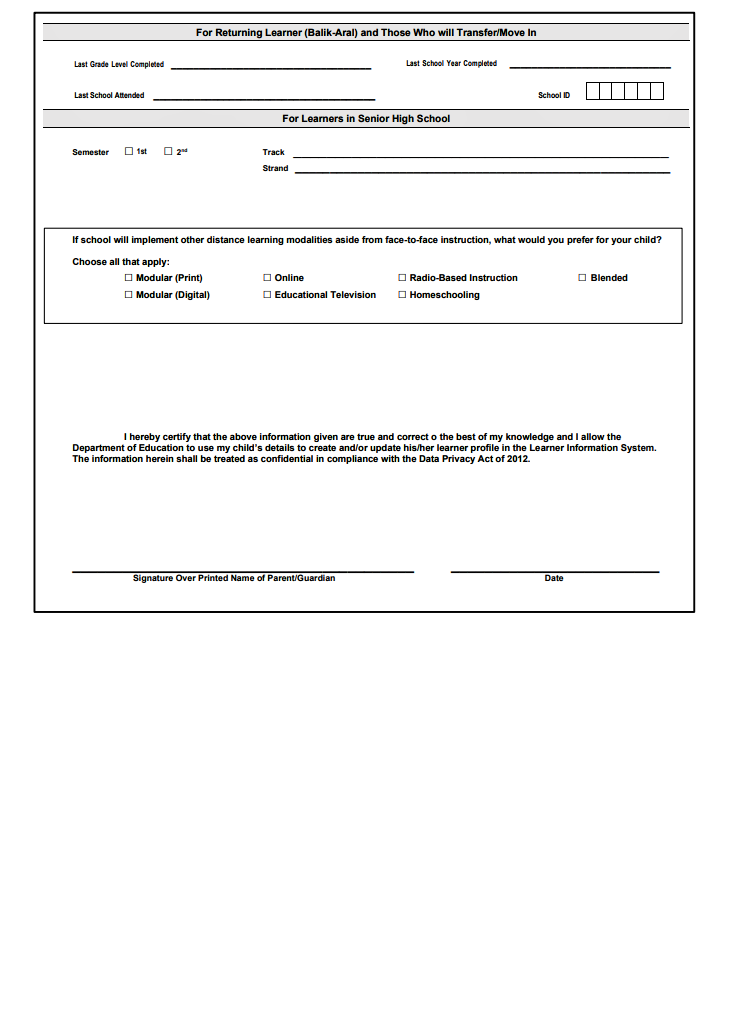 For Returning Learner (Balik-Aral) and Those Who will Transfer/Move In
Last Grade Level Completed Last School Year Completed
Last School Attended School ID
For Learners in Senior High School
Semester ☐ 1st ☐ 2nd Track
Strand
If school will implement other distance learning modalities aside from face-to-face instruction, what would you prefer for your child?
Choose all that apply:
☐ Modular (Print) ☐ Online ☐ Radio-Based Instruction ☐ Blended
☐ Modular (Digital) ☐ Educational Television ☐ Homeschooling
I hereby certify that the above information given are true and correct o the best of my knowledge and I allow the
Department of Education to use my child's details to create and/or update his/her learner profile in the Learner Information System.
The information herein shall be treated as confidential in compliance with the Data Privacy Act of 2012.
Signature Over Printed Name of Parent/Guardian Date